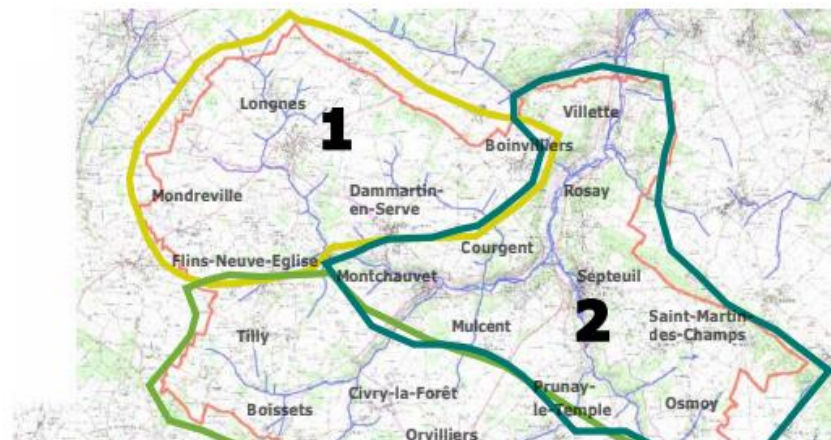 Longnes
1
Villette
Boinvilliers
Mondreville
Dammartin-
en-Serve
Rosay
Courgent
Flins-Neuve-Eglise
Montchauvet
Septeuil
2
Saint-Martin-
des-Champs
Mulcent
Tilly
Civry-la-Forêt
Prunay-
le-Temple
Osmoy
Boissets
Orvilliers